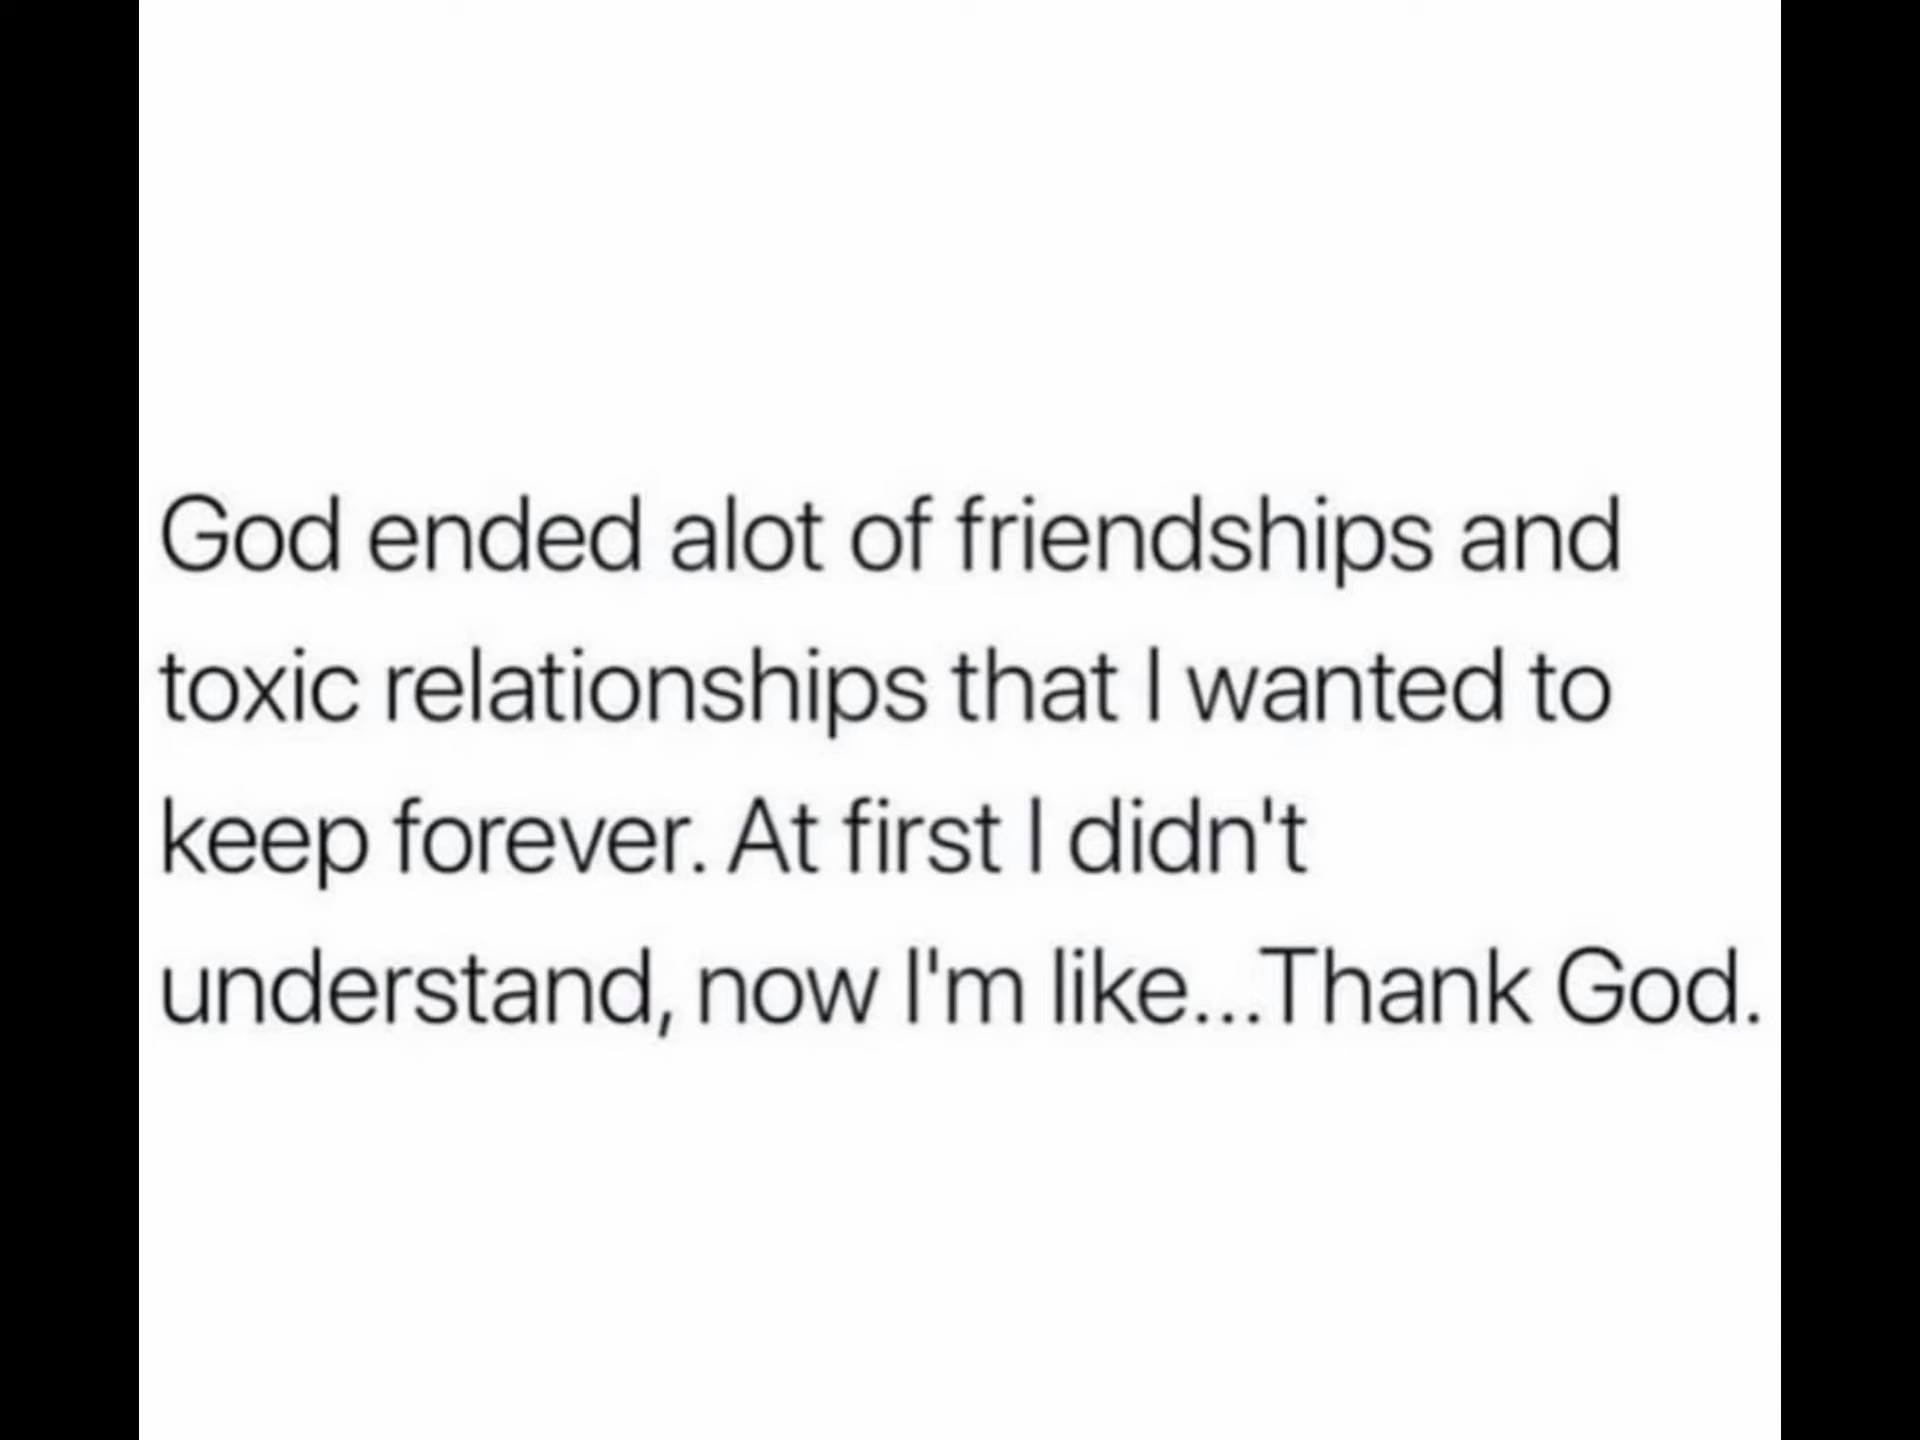 God ended alot of friendships and
toxic relationships that I wanted to
keep forever. At first I didn't
understand, now I'm like...Thank God.